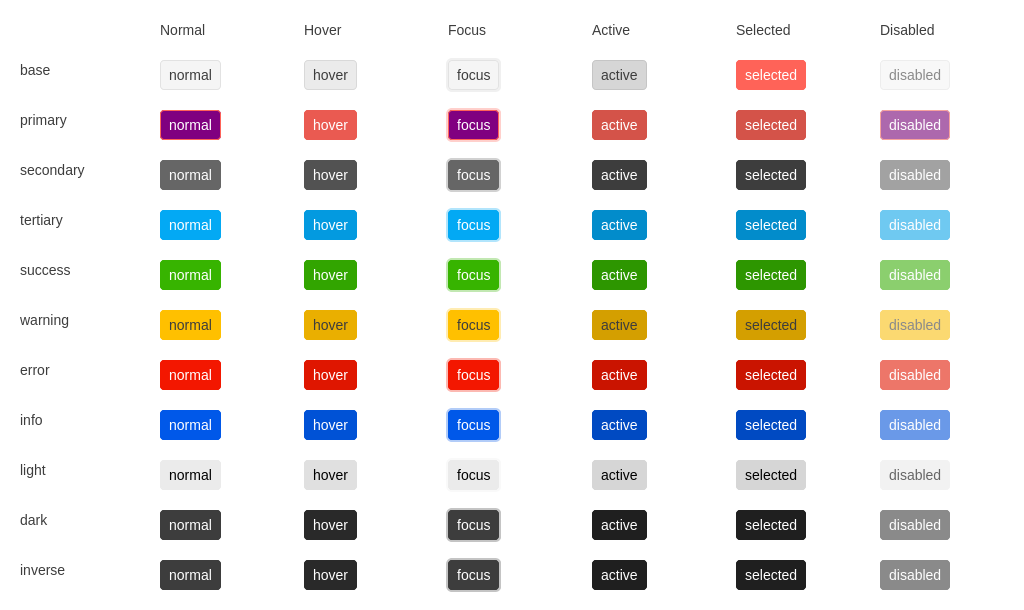 Normal Hover Focus Active Selected Disabled
base normal hover focus active selected disabled
primary normal hover focus active selected disabled
secondary normal hover focus active selected disabled
tertiary normal hover focus active selected disabled
success normal hover focus active selected disabled
warning normal hover focus active selected disabled
error normal hover focus active selected disabled
info normal hover focus active selected disabled
light normal hover focus active selected disabled
dark normal hover focus active selected disabled
inverse normal hover focus active selected disabled